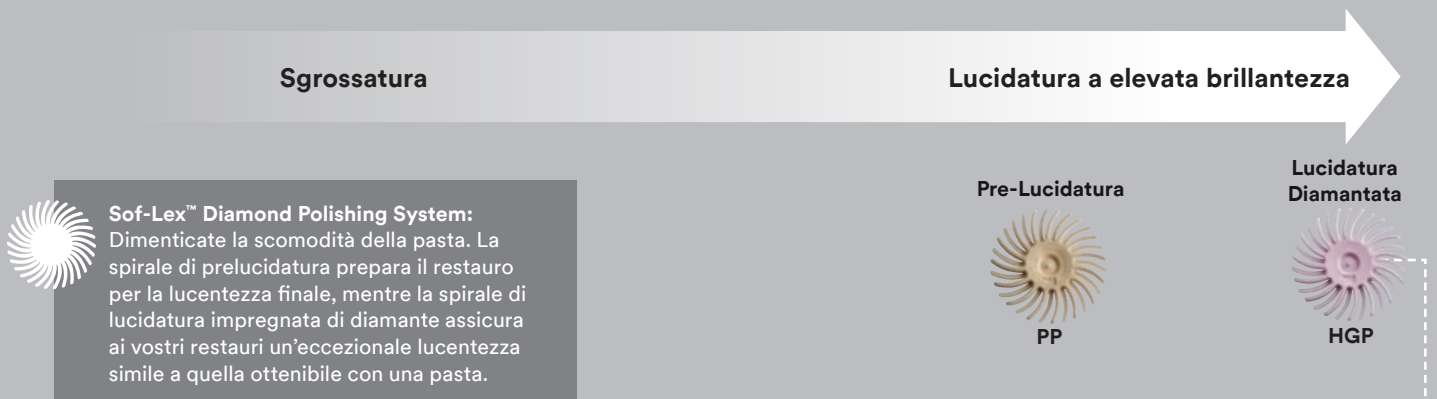 Sgrossatura
Lucidatura a elevata brillantezza
Sof-Lex™ Diamond Polishing System:
Dimenticate la scomodità della pasta. La
spirale di prelucidatura prepara il restauro
per la lucentezza finale, mentre la spirale di
lucidatura impregnata di diamante assicura
ai vostri restauri un’eccezionale lucentezza
simile a quella ottenibile con una pasta.
Pre-Lucidatura
PP
Lucidatura
Diamantata
HGP